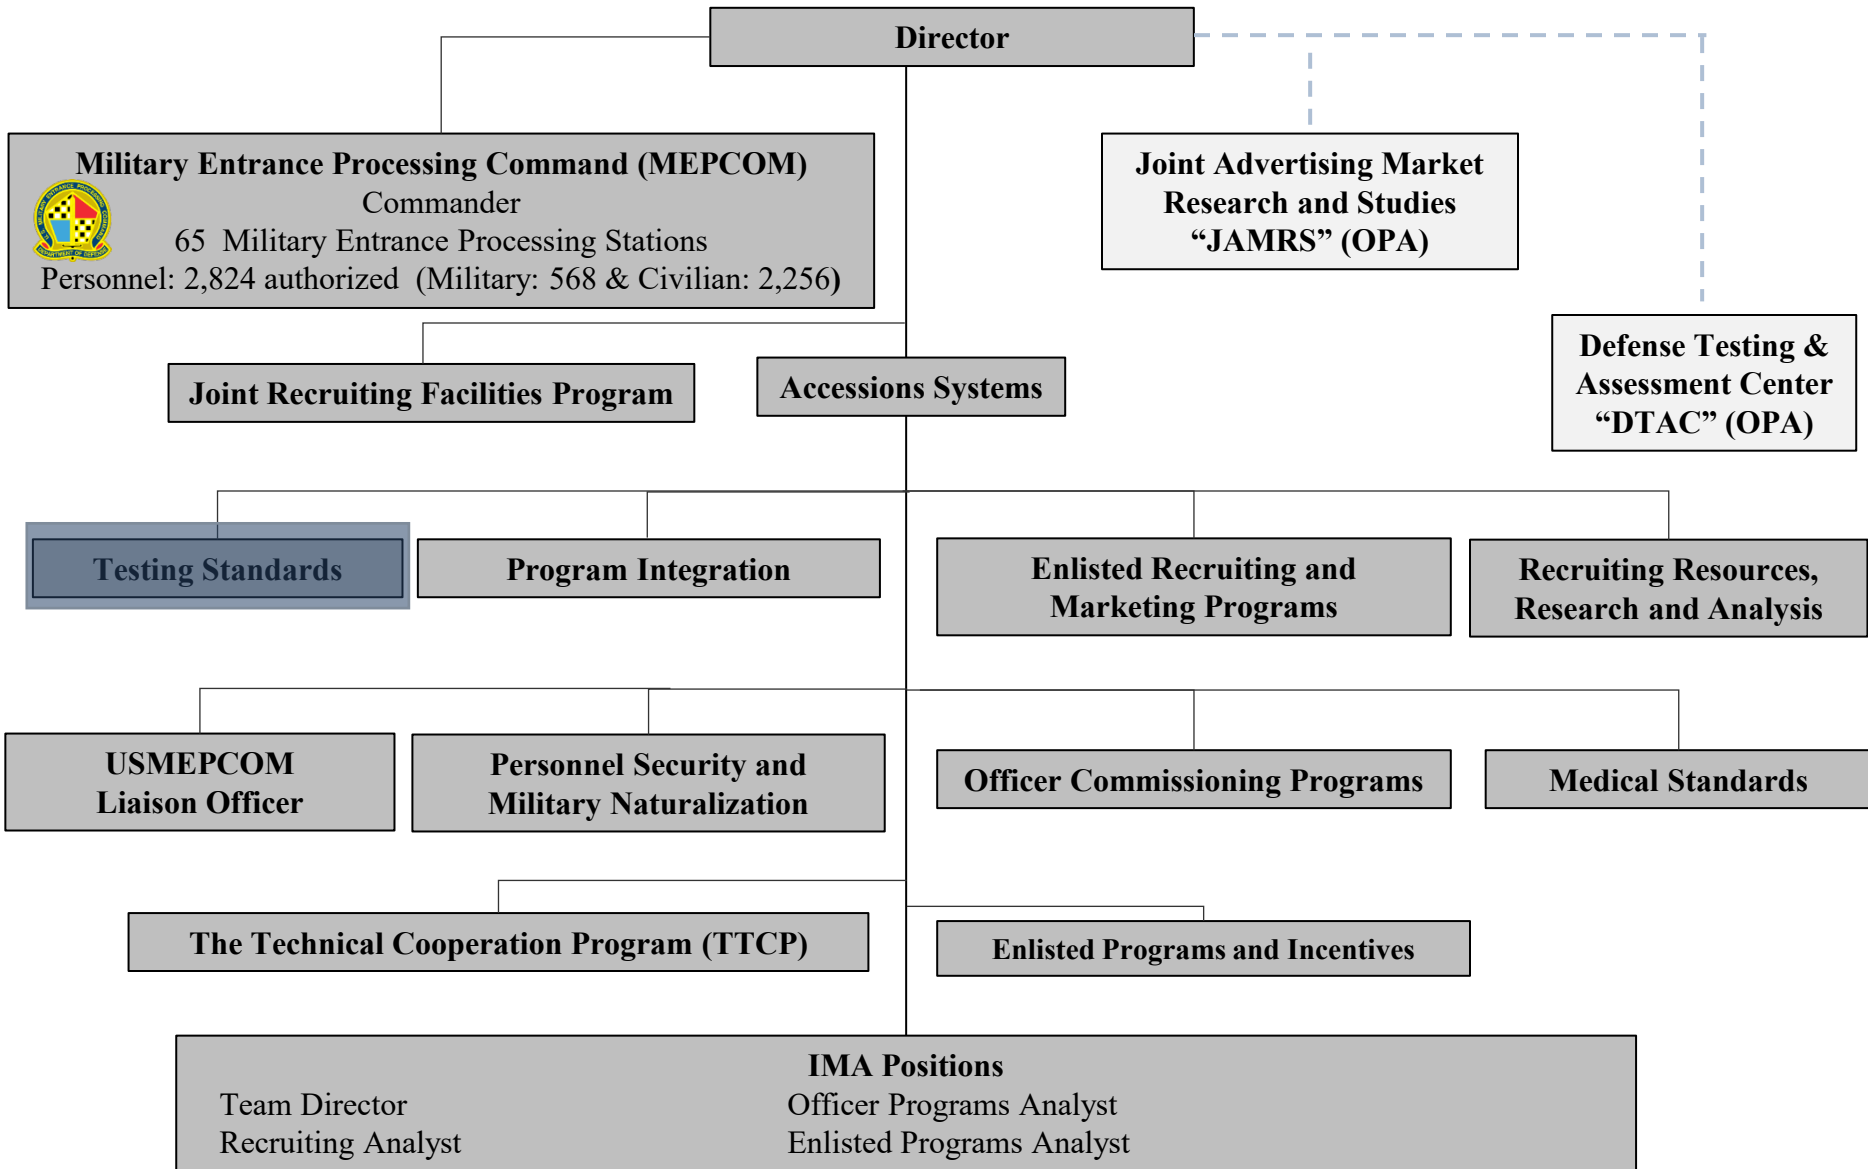 Director
Military Entrance Processing Command (MEPCOM)
Commander
65 Military Entrance Processing Stations
Personnel: 2,824 authorized (Military: 568 & Civilian: 2,256)
Joint Advertising Market
Research and Studies
“JAMRS” (OPA)
Defense Testing &
Assessment Center
“DTAC” (OPA)
Joint Recruiting Facilities Program
Accessions Systems
Testing Standards
Program Integration
Enlisted Recruiting and
Marketing Programs
Recruiting Resources,
Research and Analysis
USMEPCOM
Liaison Officer
Personnel Security and
Military Naturalization
Officer Commissioning Programs
Medical Standards
The Technical Cooperation Program (TTCP)
Enlisted Programs and Incentives
IMA Positions
Team Director
Officer Programs Analyst
Recruiting Analyst
Enlisted Programs Analyst